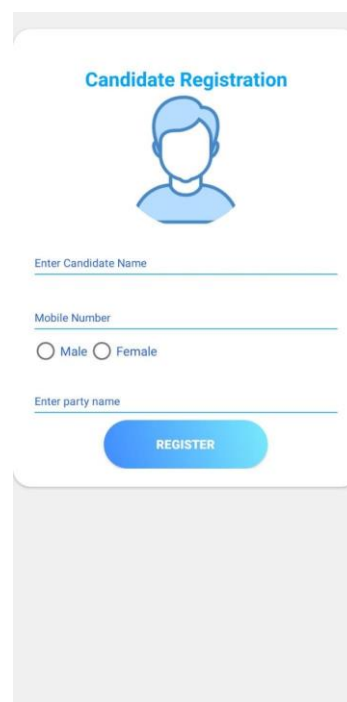 Candidate Registration
Enter Candidate Name
Mobile Number
Male Female
Enter party name
REGISTER